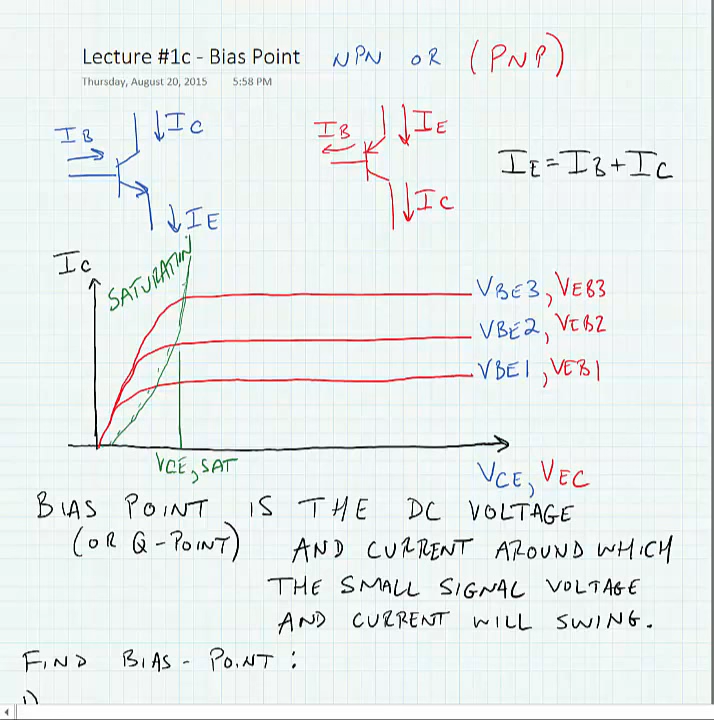 Lecture #1c - Bias Point NPN OR (PNP)
Thursday, August 20, 2015 5:58 PM
IB IC
IE
IB IE
IC
IE=IB+IC
IC
SATURATION
VBE3, VEB3
VBE2, VEB2
VBE1, VEB1
VCE,SAT
VCE, VEC
BIAS POINT IS THE DC VOLTAGE
(OR Q-POINT) AND CURRENT AROUND WHICH
THE SMALL SIGNAL VOLTAGE
AND CURRENT WILL SWING.
FIND BIAS-POINT:
1)